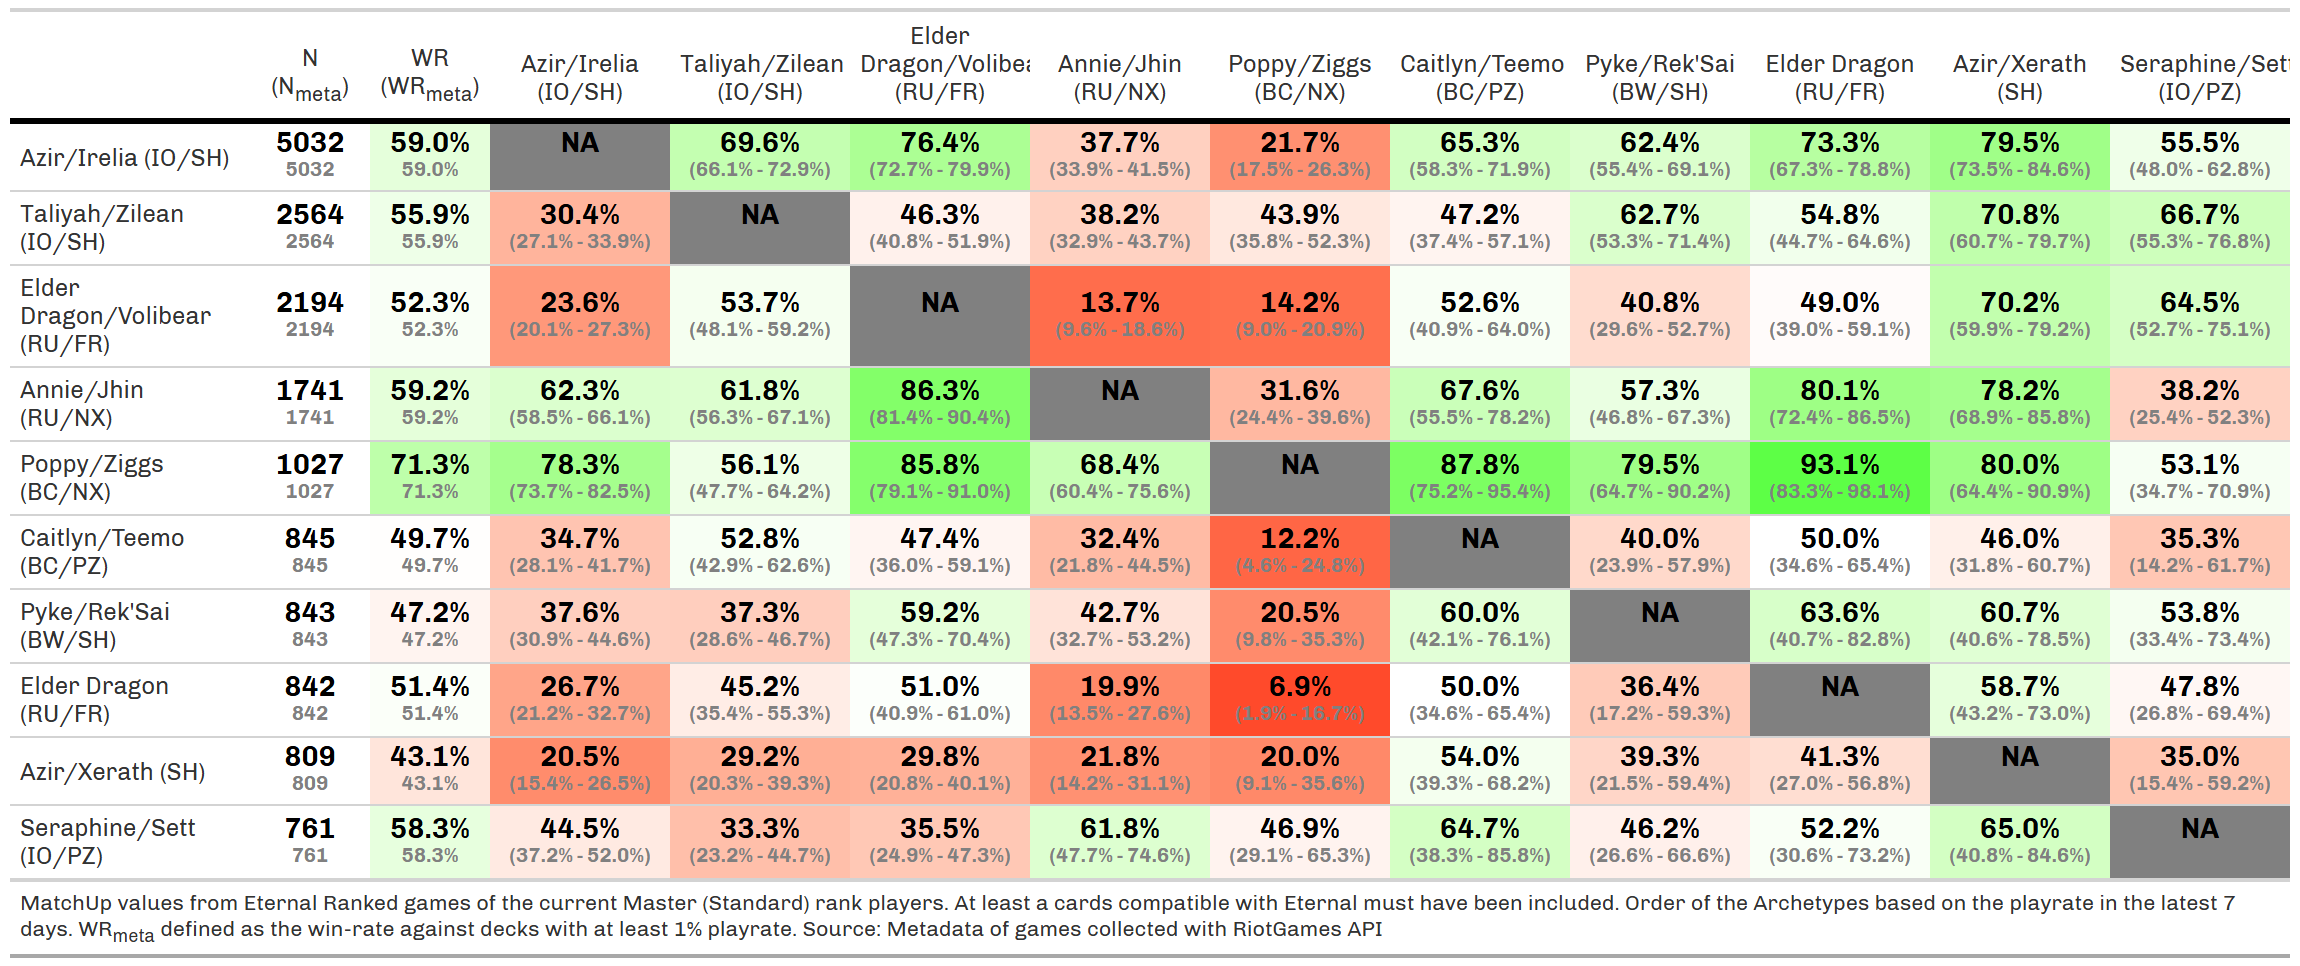 N (Nmeta) WR (WRmeta) Azir/Irelia (IO/SH) Taliyah/Zilean (IO/SH) Elder Dragon/Volibea (RU/FR) Annie/Jhin (RU/NX) Poppy/Ziggs (BC/NX) Caitlyn/Teemo (BC/PZ) Pyke/Rek'Sai (BW/SH) Elder Dragon (RU/FR) Azir/Xerath (SH) Seraphine/Sett (IO/PZ)
Azir/Irelia (IO/SH) 5032 59.0% NA 69.6% 76.4% 37.7% 21.7% 65.3% 62.4% 73.3% 79.5% 55.5%
5032 59.0% (66.1% - 72.9%) (72.7% - 79.9%) (33.9% - 41.5%) (17.5% - 26.3%) (58.3% - 71.9%) (55.4% - 69.1%) (67.3% - 78.8%) (73.5% - 84.6%) (48.0% - 62.8%)
Taliyah/Zilean 2564 55.9% 30.4% NA 46.3% 38.2% 43.9% 47.2% 62.7% 54.8% 70.8% 66.7%
(IO/SH) 2564 55.9% (27.1% - 33.9%) (40.8% - 51.9%) (32.9% - 43.7%) (35.8% - 52.3%) (37.4% - 57.1%) (53.3% - 71.4%) (44.7% - 64.6%) (60.7% - 79.7%) (55.3% - 76.8%)
Elder
Dragon/Volibear 2194 52.3% 23.6% 53.7% NA 13.7% 14.2% 52.6% 40.8% 49.0% 70.2% 64.5%
(RU/FR) 2194 52.3% (20.1% - 27.3%) (48.1% - 59.2%) (9.6% - 18.6%) (9.0% - 20.9%) (40.9% - 64.0%) (29.6% - 52.7%) (39.0% - 59.1%) (59.9% - 79.2%) (52.7% - 75.1%)
Annie/Jhin 1741 59.2% 62.3% 61.8% 86.3% NA 31.6% 67.6% 57.3% 80.1% 78.2% 38.2%
(RU/NX) 1741 59.2% (58.5% - 66.1%) (56.3% - 67.1%) (81.4% - 90.4%) (24.4% - 39.6%) (55.5% - 78.2%) (46.8% - 67.3%) (72.4% - 86.5%) (68.9% - 85.8%) (25.4% - 52.3%)
Poppy/Ziggs 1027 71.3% 78.3% 56.1% 85.8% 68.4% NA 87.8% 79.5% 93.1% 80.0% 53.1%
(BC/NX) 1027 71.3% (73.7% - 82.5%) (47.7% - 64.2%) (79.1% - 91.0%) (60.4% - 75.6%) (75.2% - 95.4%) (64.7% - 90.2%) (83.3% - 98.1%) (64.4% - 90.9%) (34.7% - 70.9%)
Caitlyn/Teemo 845 49.7% 34.7% 52.8% 47.4% 32.4% 12.2% NA 40.0% 50.0% 46.0% 35.3%
(BC/PZ) 845 49.7% (28.1% - 41.7%) (42.9% - 62.6%) (36.0% - 59.1%) (21.8% - 44.5%) (4.6% - 24.8%) (23.9% - 57.9%) (34.6% - 65.4%) (31.8% - 60.7%) (14.2% - 61.7%)
Pyke/Rek'Sai 843 47.2% 37.6% 37.3% 59.2% 42.7% 20.5% 60.0% NA 63.6% 60.7% 53.8%
(BW/SH) 843 47.2% (30.9% - 44.6%) (28.6% - 46.7%) (47.3% - 70.4%) (32.7% - 53.2%) (9.8% - 35.3%) (42.1% - 76.1%) (40.7% - 82.8%) (40.6% - 78.5%) (33.4% - 73.4%)
Elder Dragon 842 51.4% 26.7% 45.2% 51.0% 19.9% 6.9% 50.0% 36.4% NA 58.7% 47.8%
(RU/FR) 842 51.4% (21.2% - 32.7%) (35.4% - 55.3%) (40.9% - 61.0%) (13.5% - 27.6%) (1.9% - 16.7%) (34.6% - 65.4%) (17.2% - 59.3%) (43.2% - 73.0%) (26.8% - 69.4%)
Azir/Xerath (SH) 809 43.1% 20.5% 29.2% 29.8% 21.8% 20.0% 54.0% 39.3% 41.3% NA 35.0%
809 43.1% (15.4% - 26.5%) (20.3% - 39.3%) (20.8% - 40.1%) (14.2% - 31.1%) (9.1% - 35.6%) (39.3% - 68.2%) (21.5% - 59.4%) (27.0% - 56.8%) (15.4% - 59.2%)
Seraphine/Sett 761 58.3% 44.5% 33.3% 35.5% 61.8% 46.9% 64.7% 46.2% 52.2% 65.0% NA
(IO/PZ) 761 58.3% (37.2% - 52.0%) (23.2% - 44.7%) (24.9% - 47.3%) (47.7% - 74.6%) (29.1% - 65.3%) (38.3% - 85.8%) (26.6% - 66.6%) (30.6% - 73.2%) (40.8% - 84.6%)
MatchUp values from Eternal Ranked games of the current Master (Standard) rank players. At least a cards compatible with Eternal must have been included. Order of the Archetypes based on the playrate in the latest 7
days. WRmeta defined as the win-rate against decks with at least 1% playrate. Source: Metadata of games collected with RiotGames API